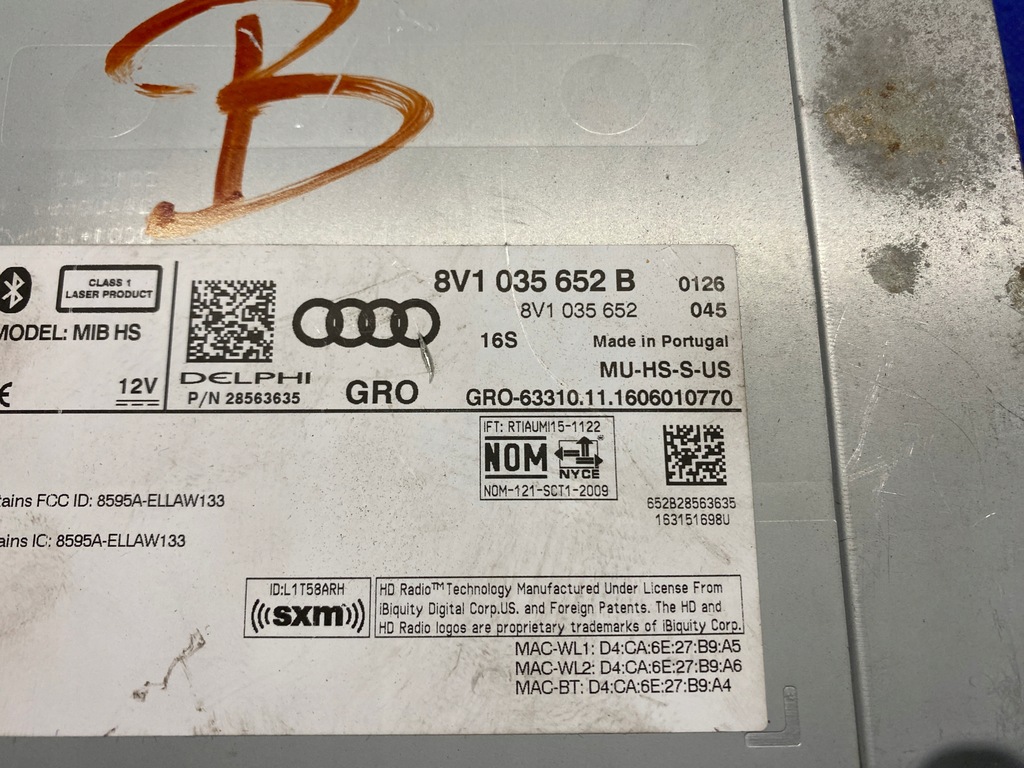 B
CLASS 1
LASER PRODUCT
MODEL: MIB HS
12V
DELPHI
P/N 28563635
GRO
8V1 035 652 B 0126
8V1 035 652 045
16S Made in Portugal
MU-HS-S-US
GRO-63310.11.1606010770
IFT: RTIAUMI15-1122
NOM
NYCE
NOM-121-SCT1-2009
652B28563635
163151698U
tains FCC ID: 8595A-ELLAW133
ains IC: 8595A-ELLAW133
ID:L1T58ARH
((((sxm))))
HD Radio™ Technology Manufactured Under License From
iBiquity Digital Corp.US. and Foreign Patents. The HD and
HD Radio logos are proprietary trademarks of iBiquity Corp.
MAC-WL1: D4:CA:6E:27:B9:A5
MAC-WL2: D4:CA:6E:27:B9:A6
MAC-BT: D4:CA:6E:27:B9:A4